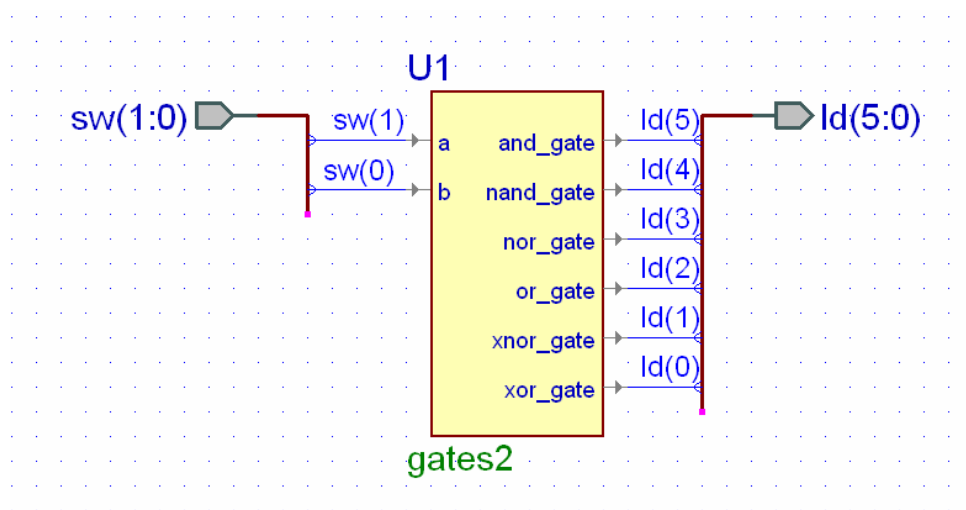 U1
sw(1:0)
sw(1)
sw(0)
a
b
and_gate
nand_gate
nor_gate
or_gate
xnor_gate
xor_gate
ld(5)
ld(4)
ld(3)
ld(2)
ld(1)
ld(0)
ld(5:0)
gates2